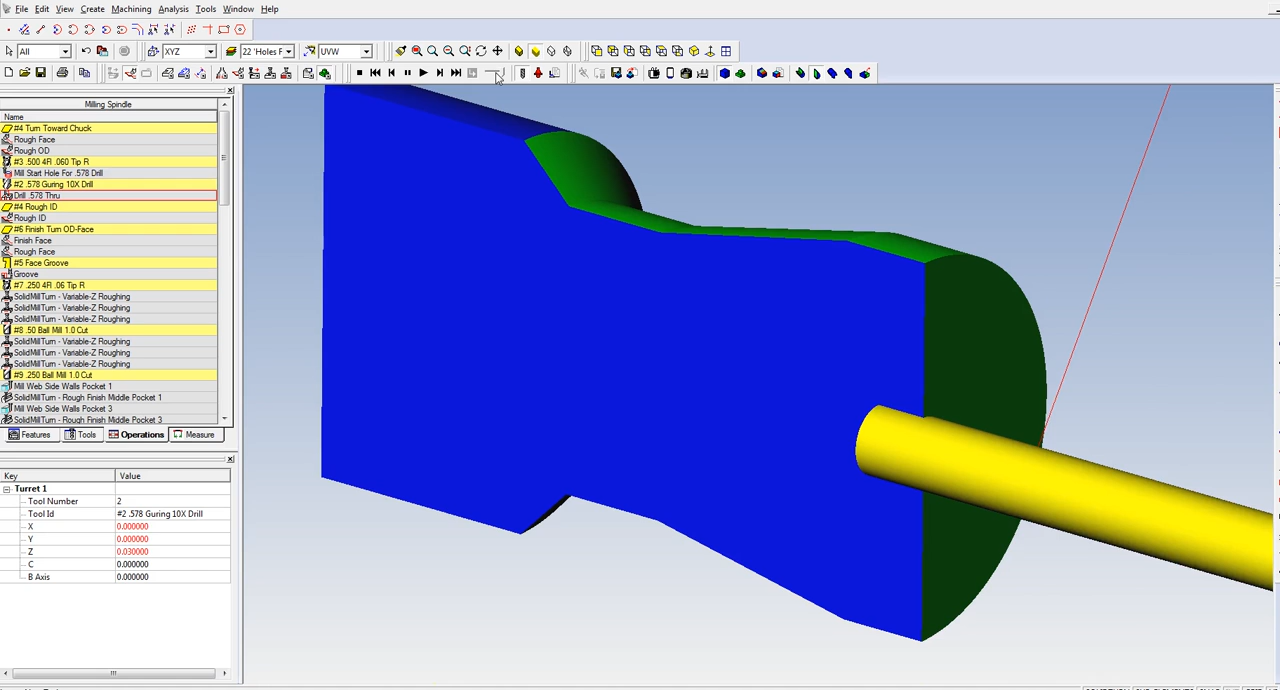 File Edit View Create Machining Analysis Tools Window Help
All XYZ 22 'Holes F UVW
Milling Spindle
Name
#4 Turn Toward Chuck
Rough Face
Rough OD
#3 .500 4Fl .060 Tip R
Mill Start Hole For .578 Drill
#2 .578 Guring 10X Drill
Drill .578 Thru
#4 Rough ID
Rough ID
#6 Finish Turn OD-Face
Finish Face
Rough Face
#5 Face Groove
Groove
#7 .250 4Fl .06 Tip R
SolidMillTurn - Variable-Z Roughing
SolidMillTurn - Variable-Z Roughing
SolidMillTurn - Variable-Z Roughing
#8 .50 Ball Mill 1.0 Cut
SolidMillTurn - Variable-Z Roughing
SolidMillTurn - Variable-Z Roughing
SolidMillTurn - Variable-Z Roughing
#9 .250 Ball Mill 1.0 Cut
Mill Web Side Walls Pocket 1
SolidMillTurn - Rough Finish Middle Pocket 1
Mill Web Side Walls Pocket 3
SolidMillTurn - Rough Finish Middle Pocket 3
Features Tools Operations Measure
Key Value
Turret 1
Tool Number 2
Tool Id #2 .578 Guring 10X Drill
X 0.000000
Y 0.000000
Z 0.030000
C 0.000000
B Axis 0.000000